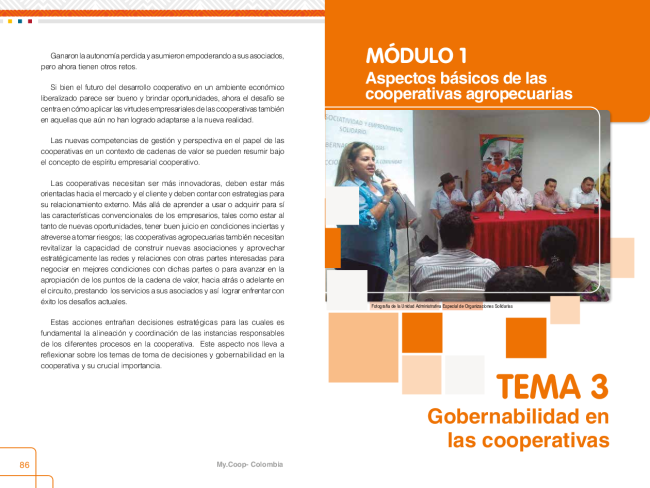 Ganaron la autonomía perdida y asumieron empoderando a sus asociados,
pero ahora tienen otros retos.
Si bien el futuro del desarrollo cooperativo en un ambiente económico
liberalizado parece ser bueno y brindar oportunidades, ahora el desafío se
centra en cómo aplicar las virtudes empresariales de las cooperativas también
en aquellas que aún no han logrado adaptarse a la nueva realidad.
Las nuevas competencias de gestión y perspectiva en el papel de las
cooperativas en un contexto de cadenas de valor se pueden resumir bajo
el concepto de espíritu empresarial cooperativo.
Las cooperativas necesitan ser más innovadoras, deben estar más
orientadas hacia el mercado y el cliente y deben contar con estrategias para
su relacionamiento externo. Más allá de aprender a usar o adquirir para sí
las características convencionales de los empresarios, tales como estar al
tanto de nuevas oportunidades, tener buen juicio en condiciones inciertas y
atreverse a tomar riesgos; las cooperativas agropecuarias también necesitan
revitalizar la capacidad de construir nuevas asociaciones y aprovechar
estratégicamente las redes y relaciones con otras partes interesadas para
negociar en mejores condiciones con dichas partes o para avanzar en la
apropiación de los puntos de la cadena de valor, hacia atrás o adelante en
el circuito, prestando los servicios a sus asociados y así lograr enfrentar con
éxito los desafíos actuales.
Estas acciones entrañan decisiones estratégicas para las cuales es
fundamental la alineación y coordinación de las instancias responsables
de los diferentes procesos en la cooperativa. Este aspecto nos lleva a
reflexionar sobre los temas de toma de decisiones y gobernabilidad en la
cooperativa y su crucial importancia.
86
My.Coop- Colombia
MÓDULO 1
Aspectos básicos de las
cooperativas agropecuarias
SOCIATIVIDAD Y EMPRENDIMIENTO
SOLIDARIO
Fotografía de la Unidad Administrativa Especial de Organizaciones Solidarias
TEMA 3
Gobernabilidad en
las cooperativas